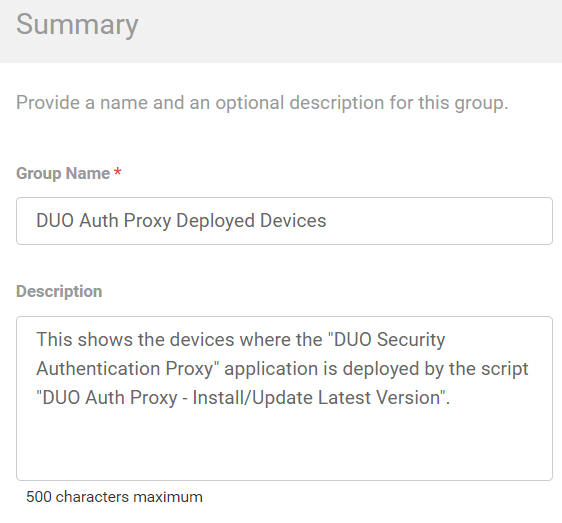 Summary
Provide a name and an optional description for this group.
Group Name *
DUO Auth Proxy Deployed Devices
Description
This shows the devices where the "DUO Security
Authentication Proxy" application is deployed by the script
"DUO Auth Proxy - Install/Update Latest Version".
500 characters maximum